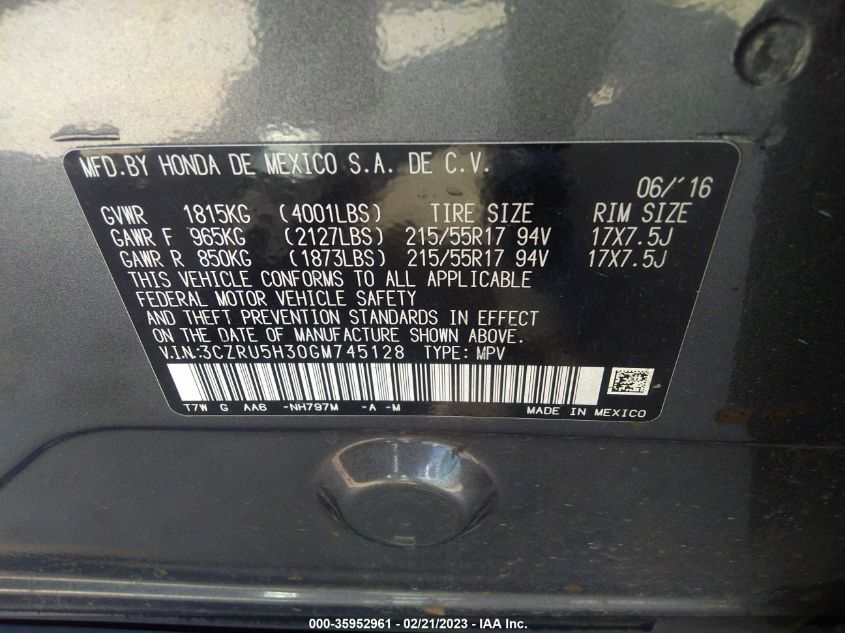 MFD.BY HONDA DE MEXICO S.A. DE C.V.
06/'16
GVWR 1815KG (4001LBS) TIRE SIZE RIM SIZE
GAWR F 965KG (2127LBS) 215/55R17 94V 17X7.5J
GAWR R 850KG (1873LBS) 215/55R17 94V 17X7.5J
THIS VEHICLE CONFORMS TO ALL APPLICABLE
FEDERAL MOTOR VEHICLE SAFETY
AND THEFT PREVENTION STANDARDS IN EFFECT
ON THE DATE OF MANUFACTURE SHOWN ABOVE.
V.I.N.:3CZRU5H30GM745128 TYPE: MPV
T7W G AA6 -NH797M -A -M MADE IN MEXICO
000-35952961 - 02/21/2023 - IAA Inc.